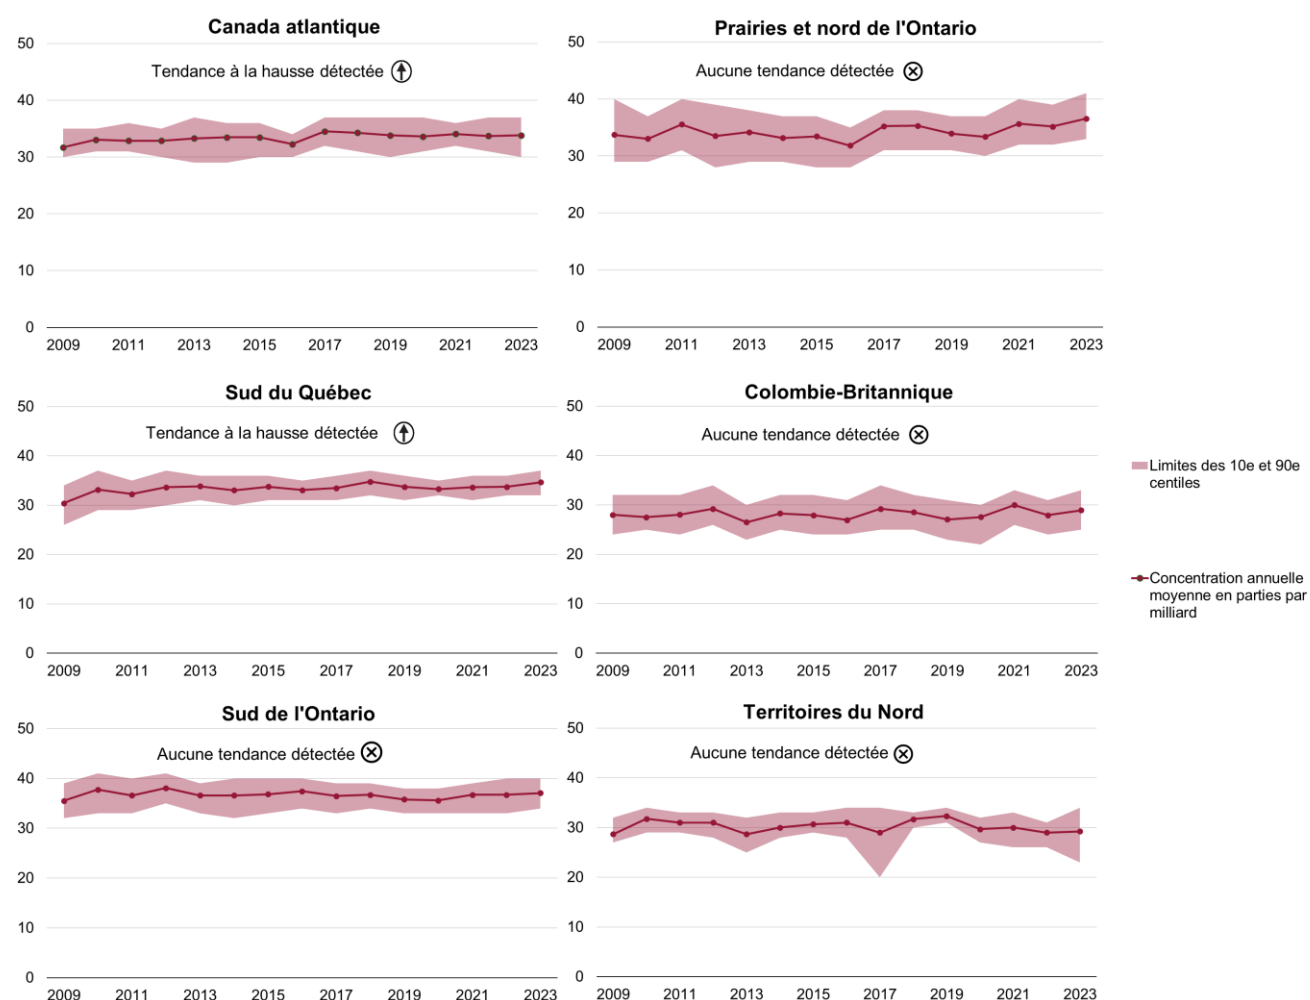 Canada atlantique
50
Tendance à la hausse détectée
40
30
20
10
0
2009 2011 2013 2015 2017 2019 2021 2023
Prairies et nord de l'Ontario
50
Aucune tendance détectée
40
30
20
10
0
2009 2011 2013 2015 2017 2019 2021 2023
Sud du Québec
50
Tendance à la hausse détectée
40
30
20
10
0
2009 2011 2013 2015 2017 2019 2021 2023
Colombie-Britannique
50
Aucune tendance détectée
40
30
20
10
0
2009 2011 2013 2015 2017 2019 2021 2023
Limites des 10e et 90e
centiles
Concentration annuelle
moyenne en parties par
milliard
Sud de l'Ontario
50
Aucune tendance détectée
40
30
20
10
0
2009 2011 2013 2015 2017 2019 2021 2023
Territoires du Nord
50
Aucune tendance détectée
40
30
20
10
0
2009 2011 2013 2015 2017 2019 2021 2023